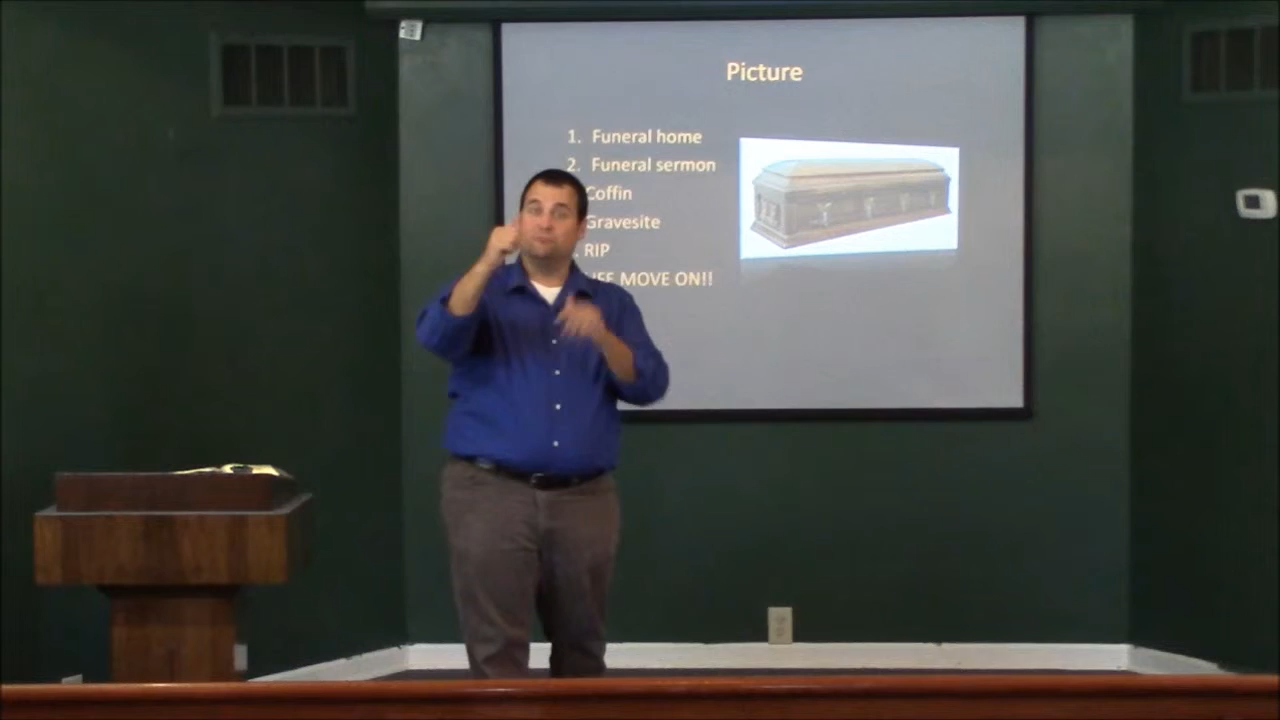 Picture
1. Funeral home
2. Funeral sermon
Coffin
Gravesite
. RIP
MOVE ON!!